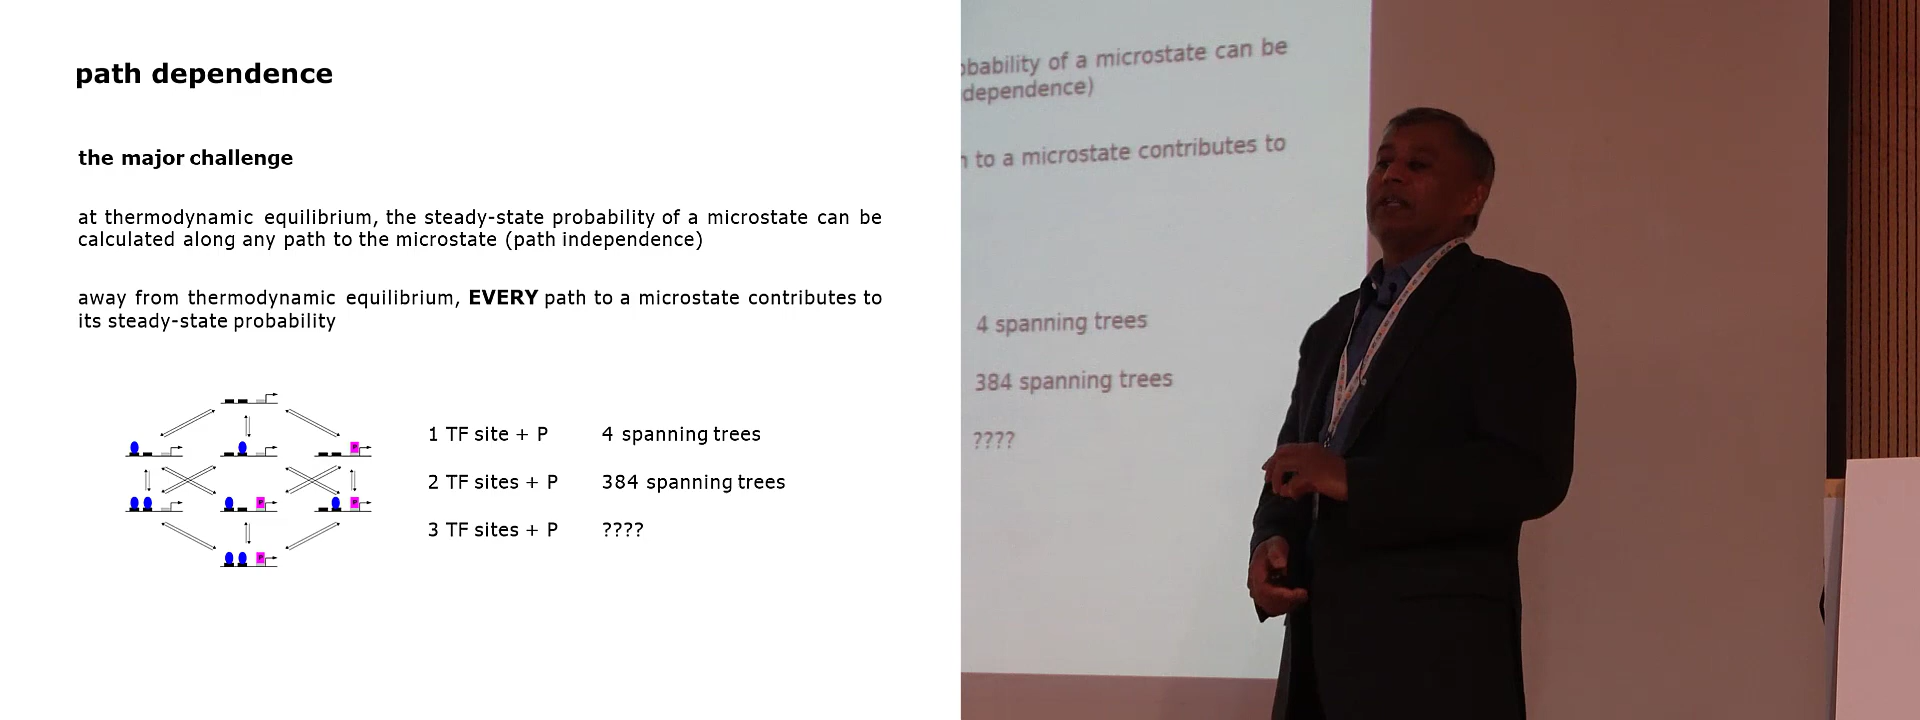 path dependence
the major challenge
at thermodynamic equilibrium, the steady-state probability of a microstate can be
calculated along any path to the microstate (path independence)
away from thermodynamic equilibrium, EVERY path to a microstate contributes to
its steady-state probability
P
P
P
P
1 TF site + P 4 spanning trees
2 TF sites + P 384 spanning trees
3 TF sites + P ????
obability of a microstate can be
dependence)
to a microstate contributes to
4 spanning trees
384 spanning trees
????